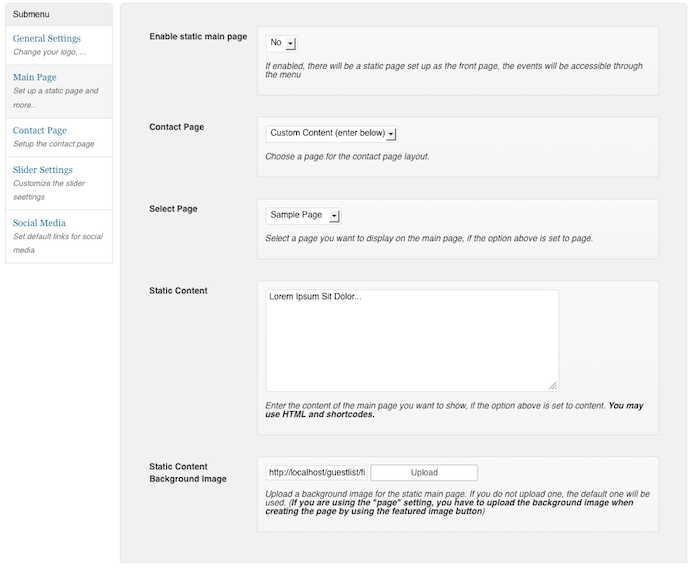 Submenu
General Settings
Change your logo, ...
Main Page
Set up a static page and
more..
Contact Page
Setup the contact page
Slider Settings
Customize the slider
seettings
Social Media
Set default links for social
media
Enable static main page
No
If enabled, there will be a static page set up as the front page, the events will be accessible through
the menu
Contact Page
Custom Content (enter below)
Choose a page for the contact page layout.
Select Page
Sample Page
Select a page you want to display on the main page, if the option above is set to page.
Static Content
Lorem Ipsum Sit Dolor...
Enter the content of the main page you want to show, if the option above is set to content. You may
use HTML and shortcodes.
Static Content
Background Image
http://localhost/guestlist/fi
Upload
Upload a background image for the static main page. If you do not upload one, the default one will be
used. (If you are using the "page" setting, you have to upload the background image when
creating the page by using the featured image button)